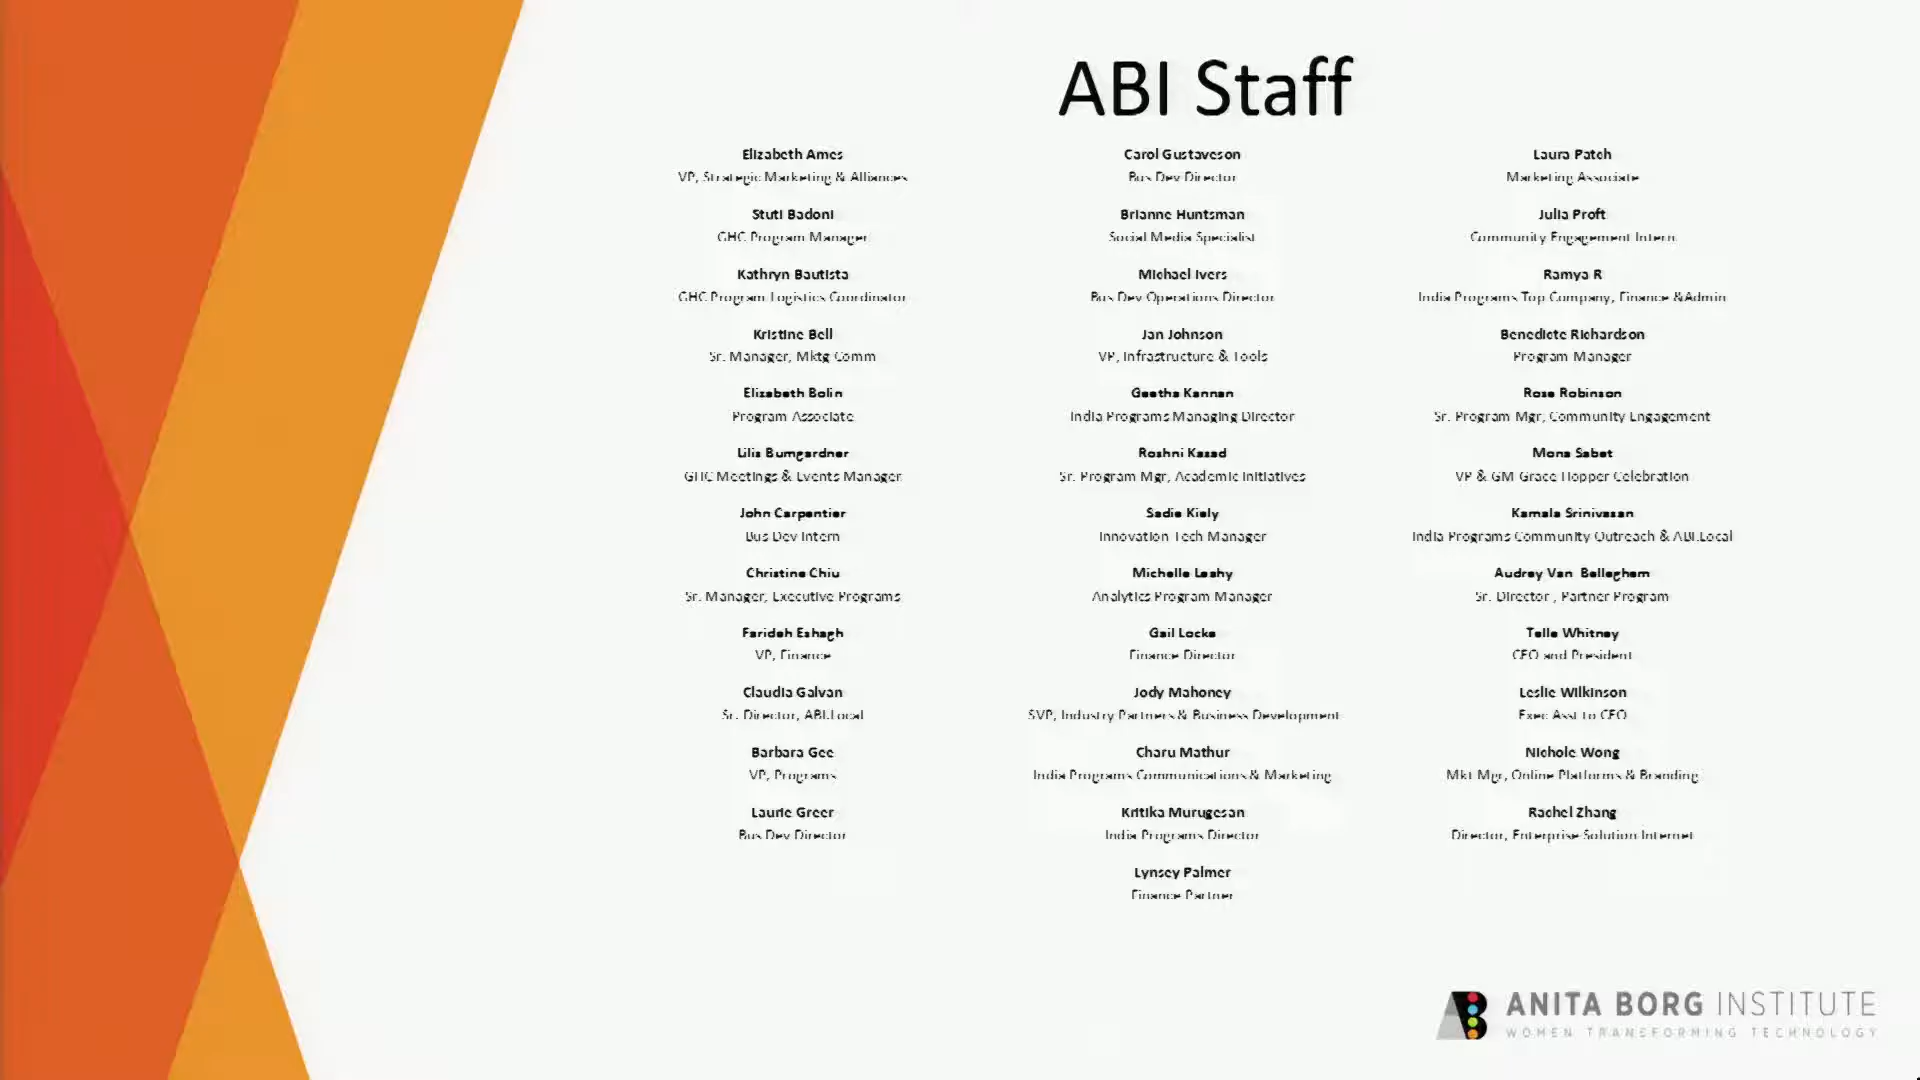 ABI Staff
Elizabeth Ames
VP, Strategic Marketing & Alliances
Stuti Badoni
GHC Program Manager
Kathryn Bautista
GHC Program Logistics Coordinator
Kristine Bell
Sr. Manager, Mktg Comm
Elizabeth Bolin
Program Associate
Lilia Bumgardner
GHC Meetings & Events Manager
John Carpentier
Bus Dev Intern
Christine Chiu
Sr. Manager, Executive Programs
Farideh Eshagh
VP, Finance
Claudia Galvan
Sr. Director, ABI.Local
Barbara Gee
VP, Programs
Laurie Greer
Bus Dev Director
Carol Gustaveson
Bus Dev Director
Brianne Huntsman
Social Media Specialist
Michael Ivers
Bus Dev Operations Director
Jan Johnson
VP, Infrastructure & Tools
Geetha Kannan
India Programs Managing Director
Roshni Kasad
Sr. Program Mgr, Academic Initiatives
Sadie Kiely
Innovation Tech Manager
Michelle Leahy
Analytics Program Manager
Gail Locke
Finance Director
Jody Mahoney
SVP, Industry Partners & Business Development
Charu Mathur
India Programs Communications & Marketing
Kritika Murugesan
India Programs Director
Lynsey Palmer
Finance Partner
Laura Patch
Marketing Associate
Julia Proft
Community Engagement Intern
Ramya R
India Programs Top Company, Finance &Admin
Benedicte Richardson
Program Manager
Rose Robinson
Sr. Program Mgr, Community Engagement
Mona Sabet
VP & GM Grace Hopper Celebration
Kamala Srinivasan
India Programs Community Outreach & ABI.Local
Audrey Van Belleghem
Sr. Director , Partner Program
Telle Whitney
CEO and President
Leslie Wilkinson
Exec Asst to CEO
Nichole Wong
Mkt Mgr, Online Platforms & Branding
Rachel Zhang
Director, Enterprise Solution Internet
ANITA BORG INSTITUTE
WOMEN TRANSFORMING TECHNOLOGY